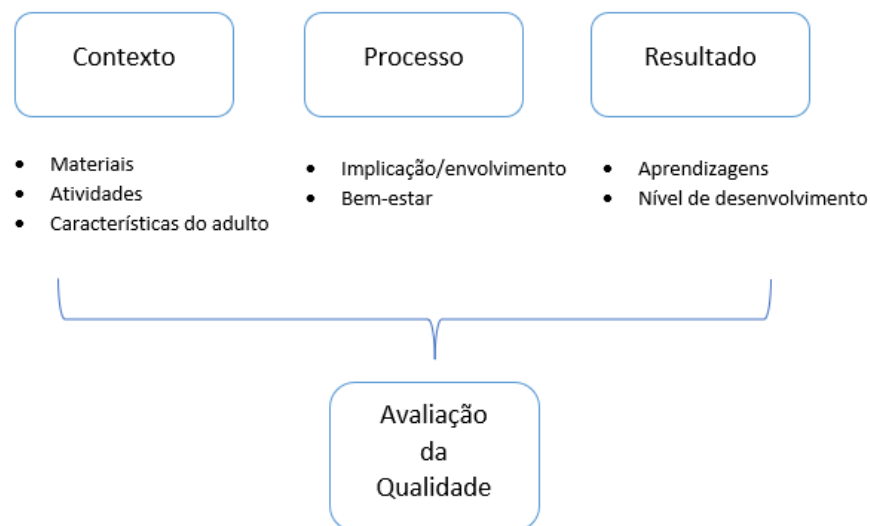 Contexto
Processo
Resultado
• Materiais
• Atividades
• Características do adulto
• Implicação/envolvimento
• Bem-estar
• Aprendizagens
• Nível de desenvolvimento
Avaliação
da
Qualidade